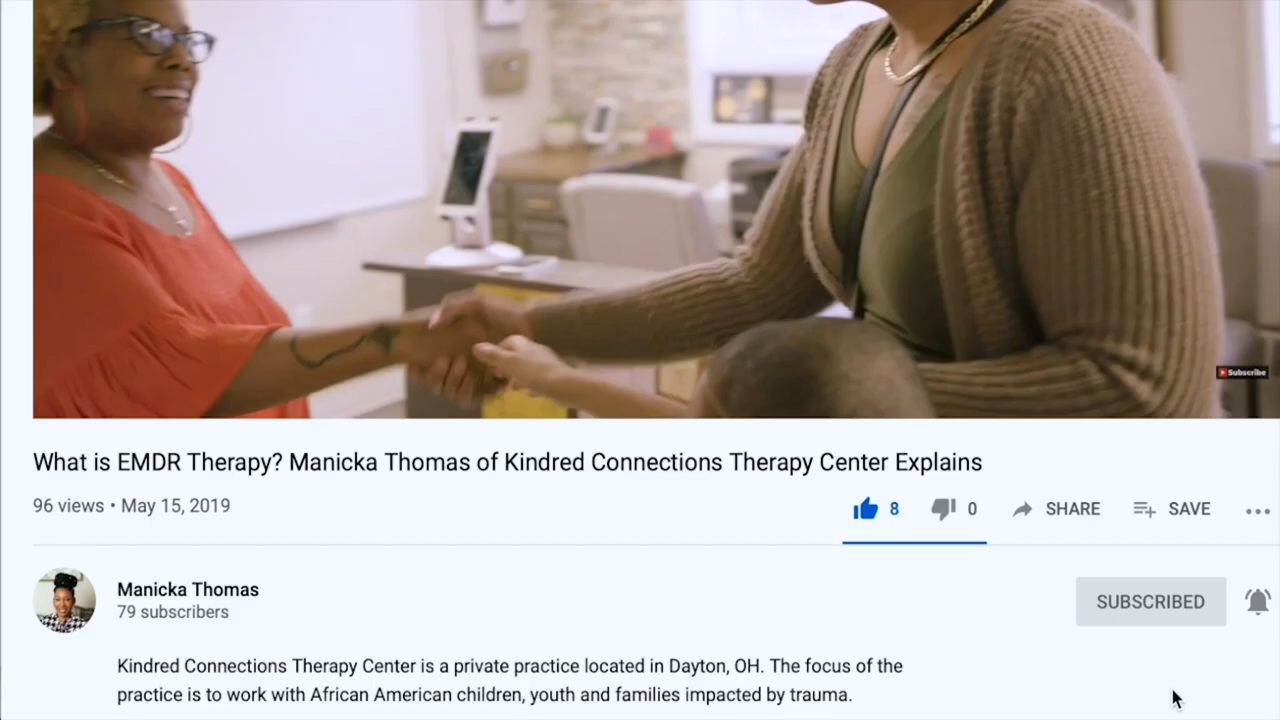 Subscribe
What is EMDR Therapy? Manicka Thomas of Kindred Connections Therapy Center Explains
96 views • May 15, 2019
8
0
SHARE
SAVE
Manicka Thomas
79 subscribers
SUBSCRIBED
Kindred Connections Therapy Center is a private practice located in Dayton, OH. The focus of the
practice is to work with African American children, youth and families impacted by trauma.